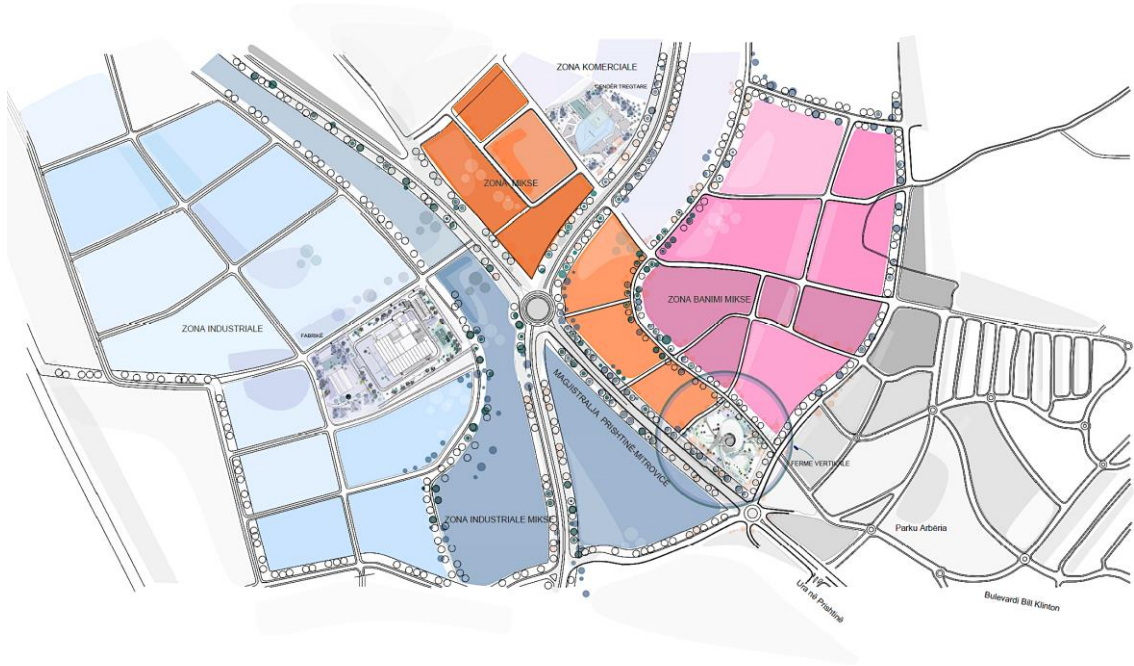 ZONA KOMERCIALE
QENDËR TREGTARE
ZONA MIKSE
ZONA BANIMI MIKSE
ZONA INDUSTRIALE
FABRIKË
MAGJISTRALJA PRISHTINË-MITROVICË
FERMË VERTIKALE
ZONA INDUSTRIALE MIKSE
Parku Arbëria
Ura në Prishtinë
Bulevardi Bill Klinton